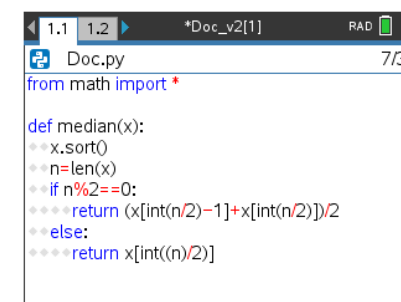 1.1 1.2 *Doc_v2[1] RAD
Doc.py 7/3
from math import *
def median(x):
x.sort()
n=len(x)
if n%2==0:
return (x[int(n/2)-1]+x[int(n/2)])/2
else:
return x[int((n)/2)]